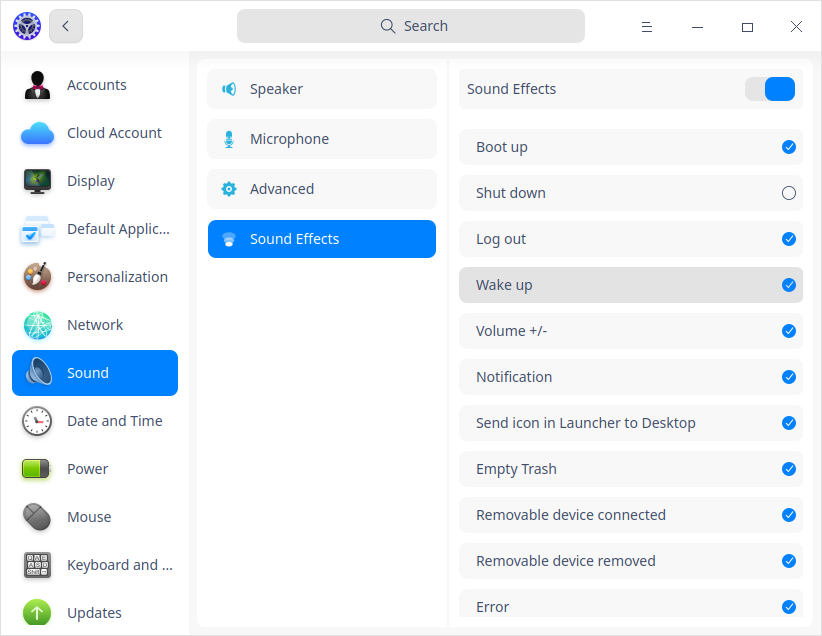 Search
Accounts
Cloud Account
Display
Default Applic...
Personalization
Network
Sound
Date and Time
Power
Mouse
Keyboard and ...
Updates
Speaker
Microphone
Advanced
Sound Effects
Sound Effects
Boot up
Shut down
Log out
Wake up
Volume +/-
Notification
Send icon in Launcher to Desktop
Empty Trash
Removable device connected
Removable device removed
Error